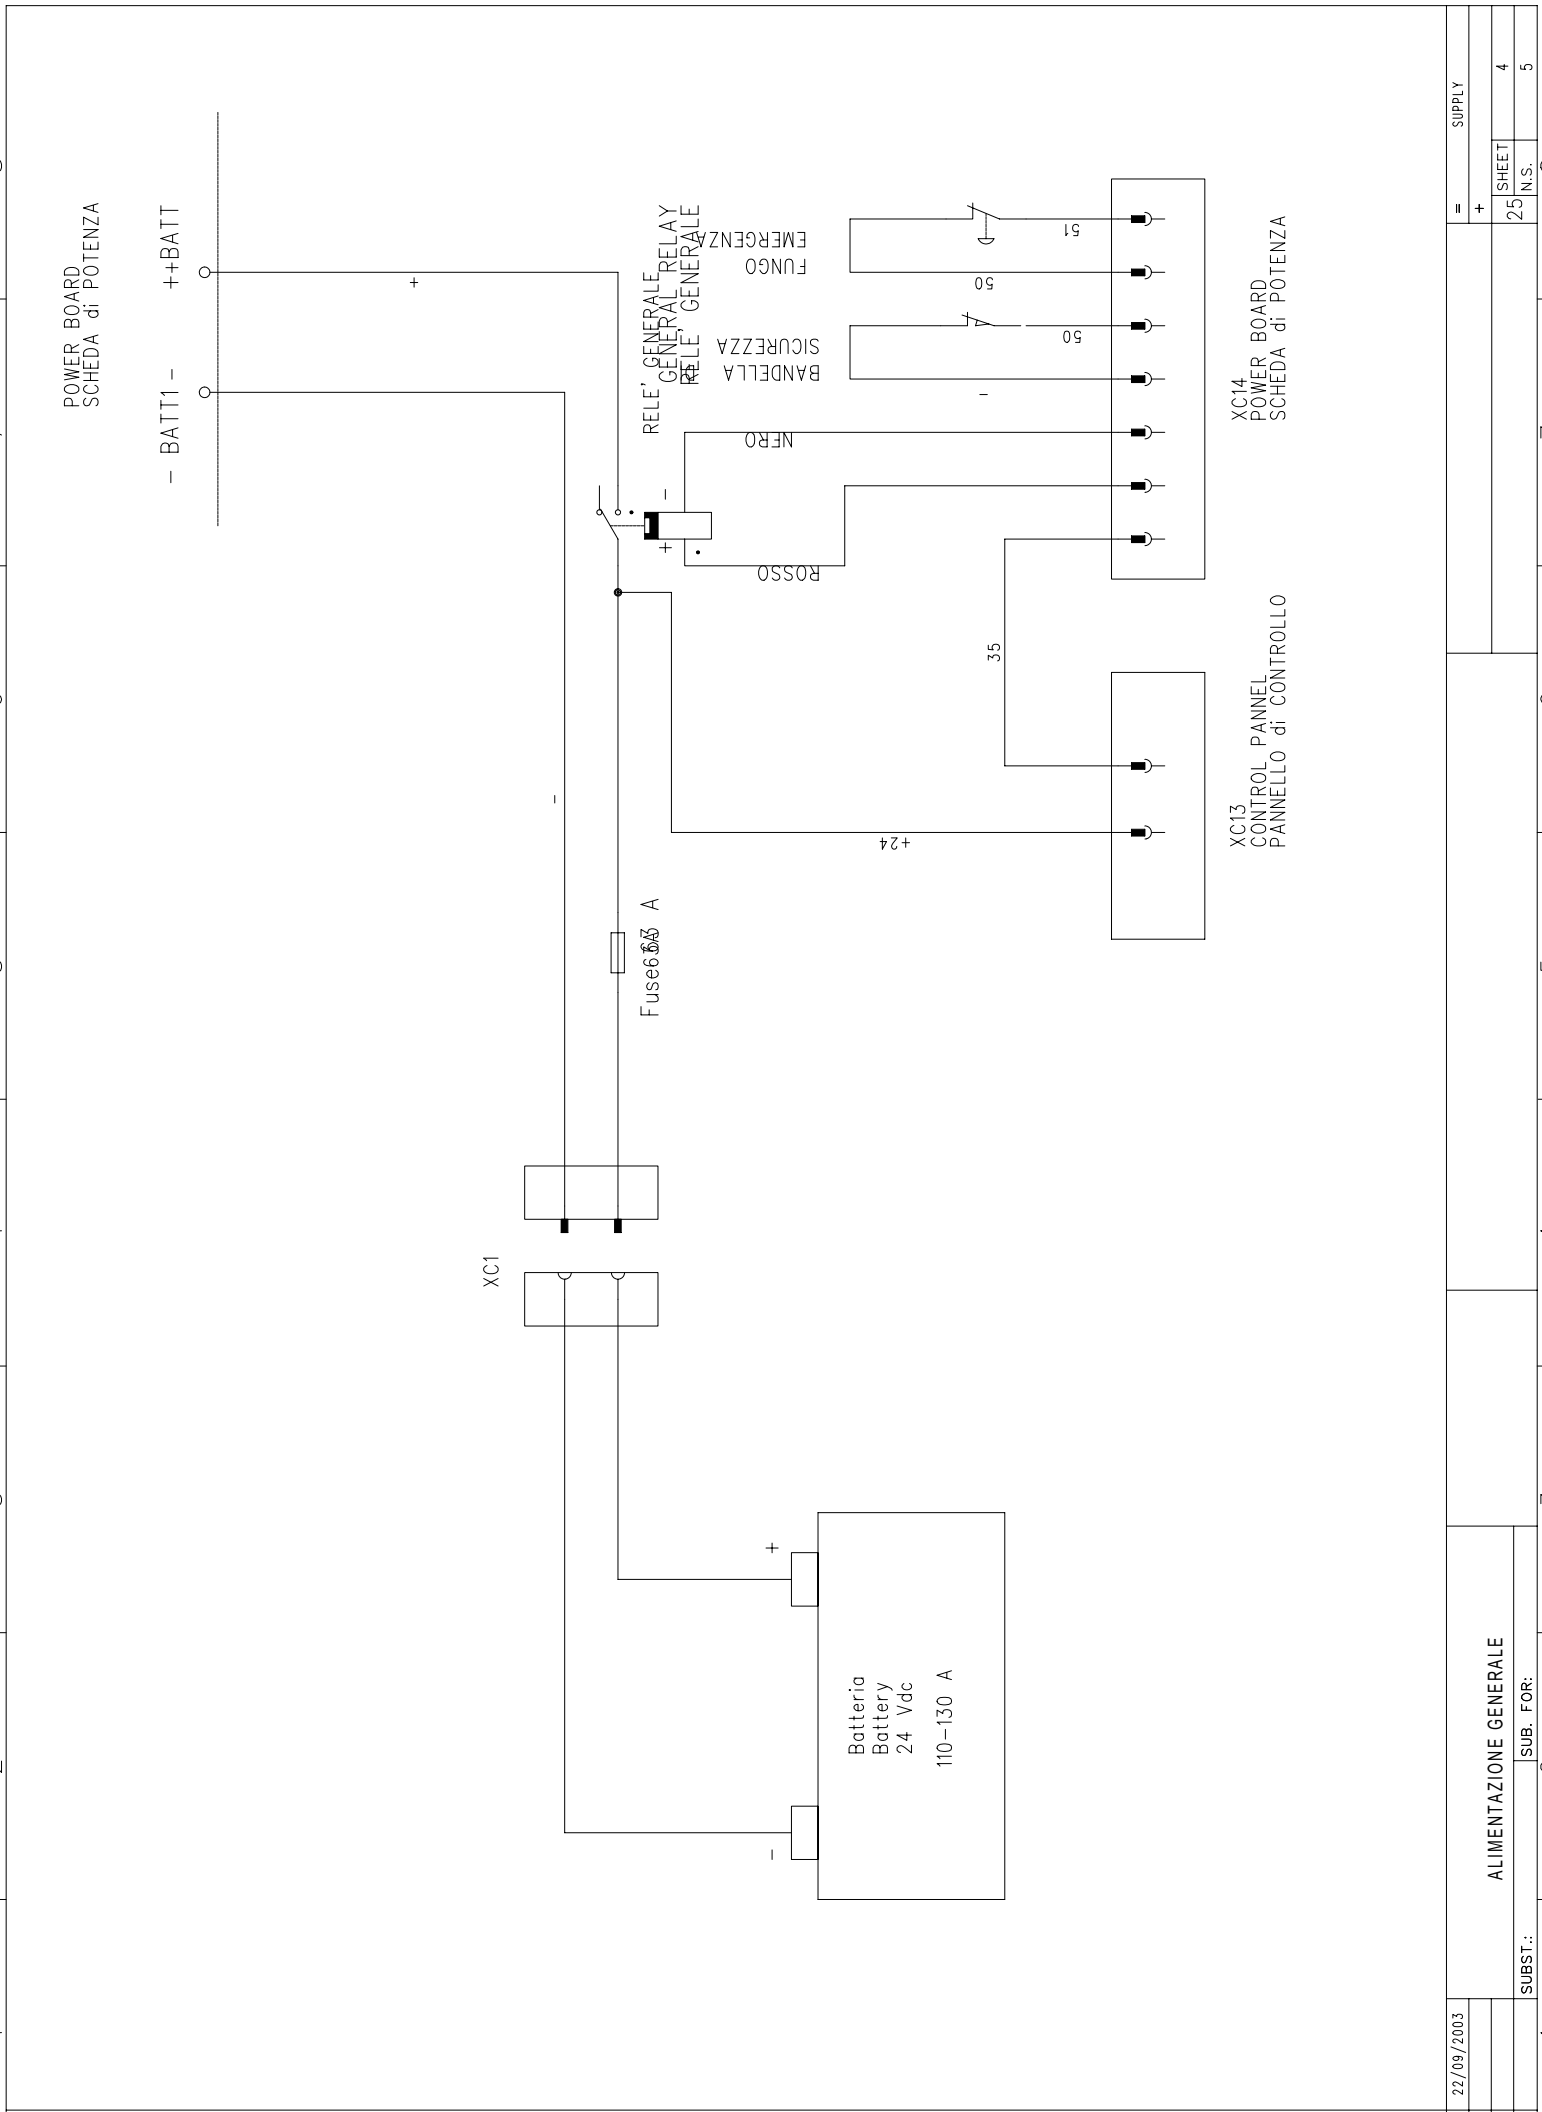 POWER BOARD
SCHEDA di POTENZA
- BATT1 -
++BATT
+
-
RELE' GENERALE
GENERAL RELAY
RELE' GENERALE
+
-
FUNGO
EMERGENZA
BANDELLA
SICUREZZA
NERO
ROSSO
51
50
50
-
35
+24
XC14
POWER BOARD
SCHEDA di POTENZA
XC13
CONTROL PANNEL
PANNELLO di CONTROLLO
XC1
+
-
Batteria
Battery
24 Vdc
110-130 A
22/09/2003
ALIMENTAZIONE GENERALE
SUBST.:
SUB. FOR:
= SUPPLY
+
25
SHEET 4
N.S. 5